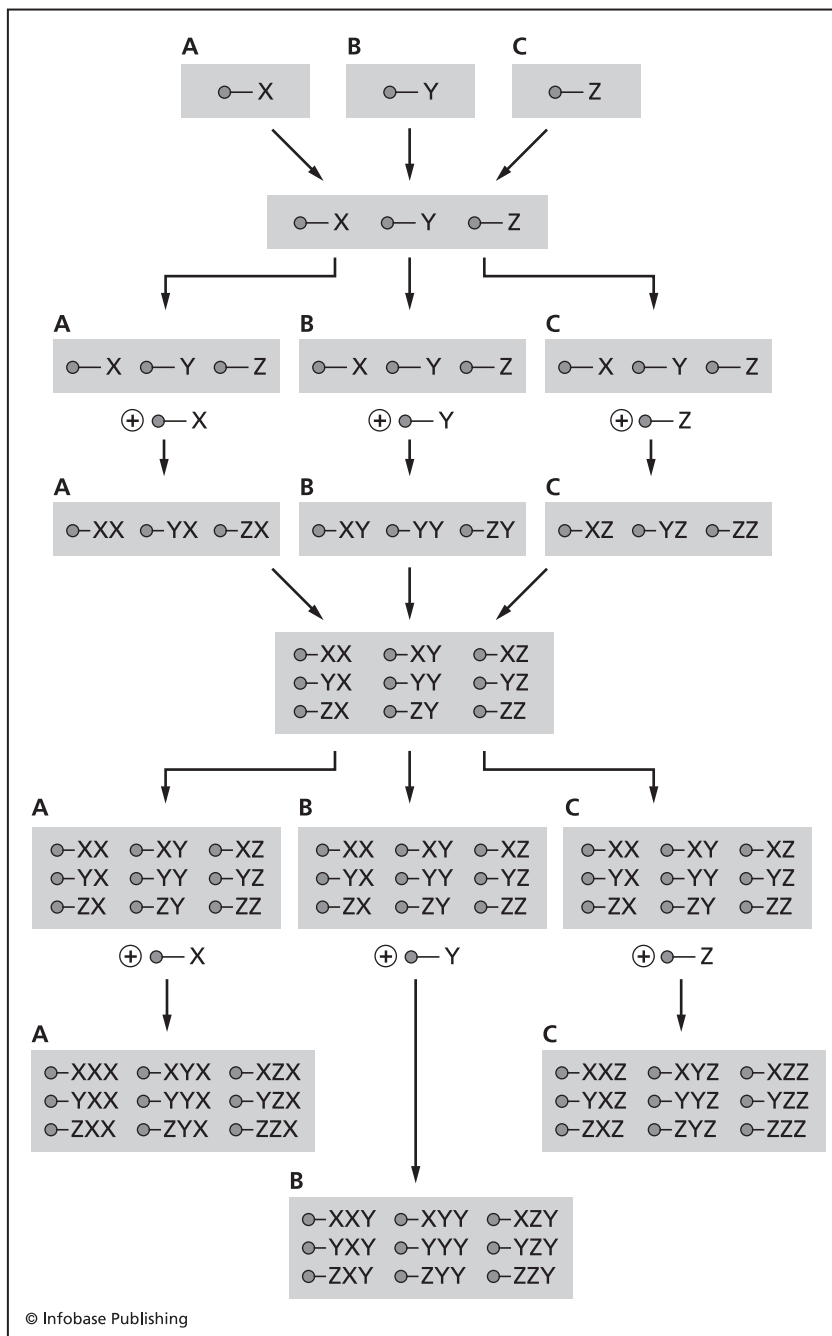 A B C
X Y Z
X Y Z
A B C
X Y Z X Y Z X Y Z
+ X + Y + Z
A B C
XX YX ZX XY YY ZY XZ YZ ZZ
XX XY XZ
YX YY YZ
ZX ZY ZZ
A B C
XX XY XZ XX XY XZ XX XY XZ
YX YY YZ YX YY YZ YX YY YZ
ZX ZY ZZ ZX ZY ZZ ZX ZY ZZ
+ X + Y + Z
A C
XXX XYX XZX XXZ XYZ XZZ
YXX YYX YZX YXZ YYZ YZZ
ZXX ZYX ZZX ZXZ ZYZ ZZZ
B
XXY XYY XZY
YXY YYY YZY
ZXY ZYY ZZY
© Infobase Publishing